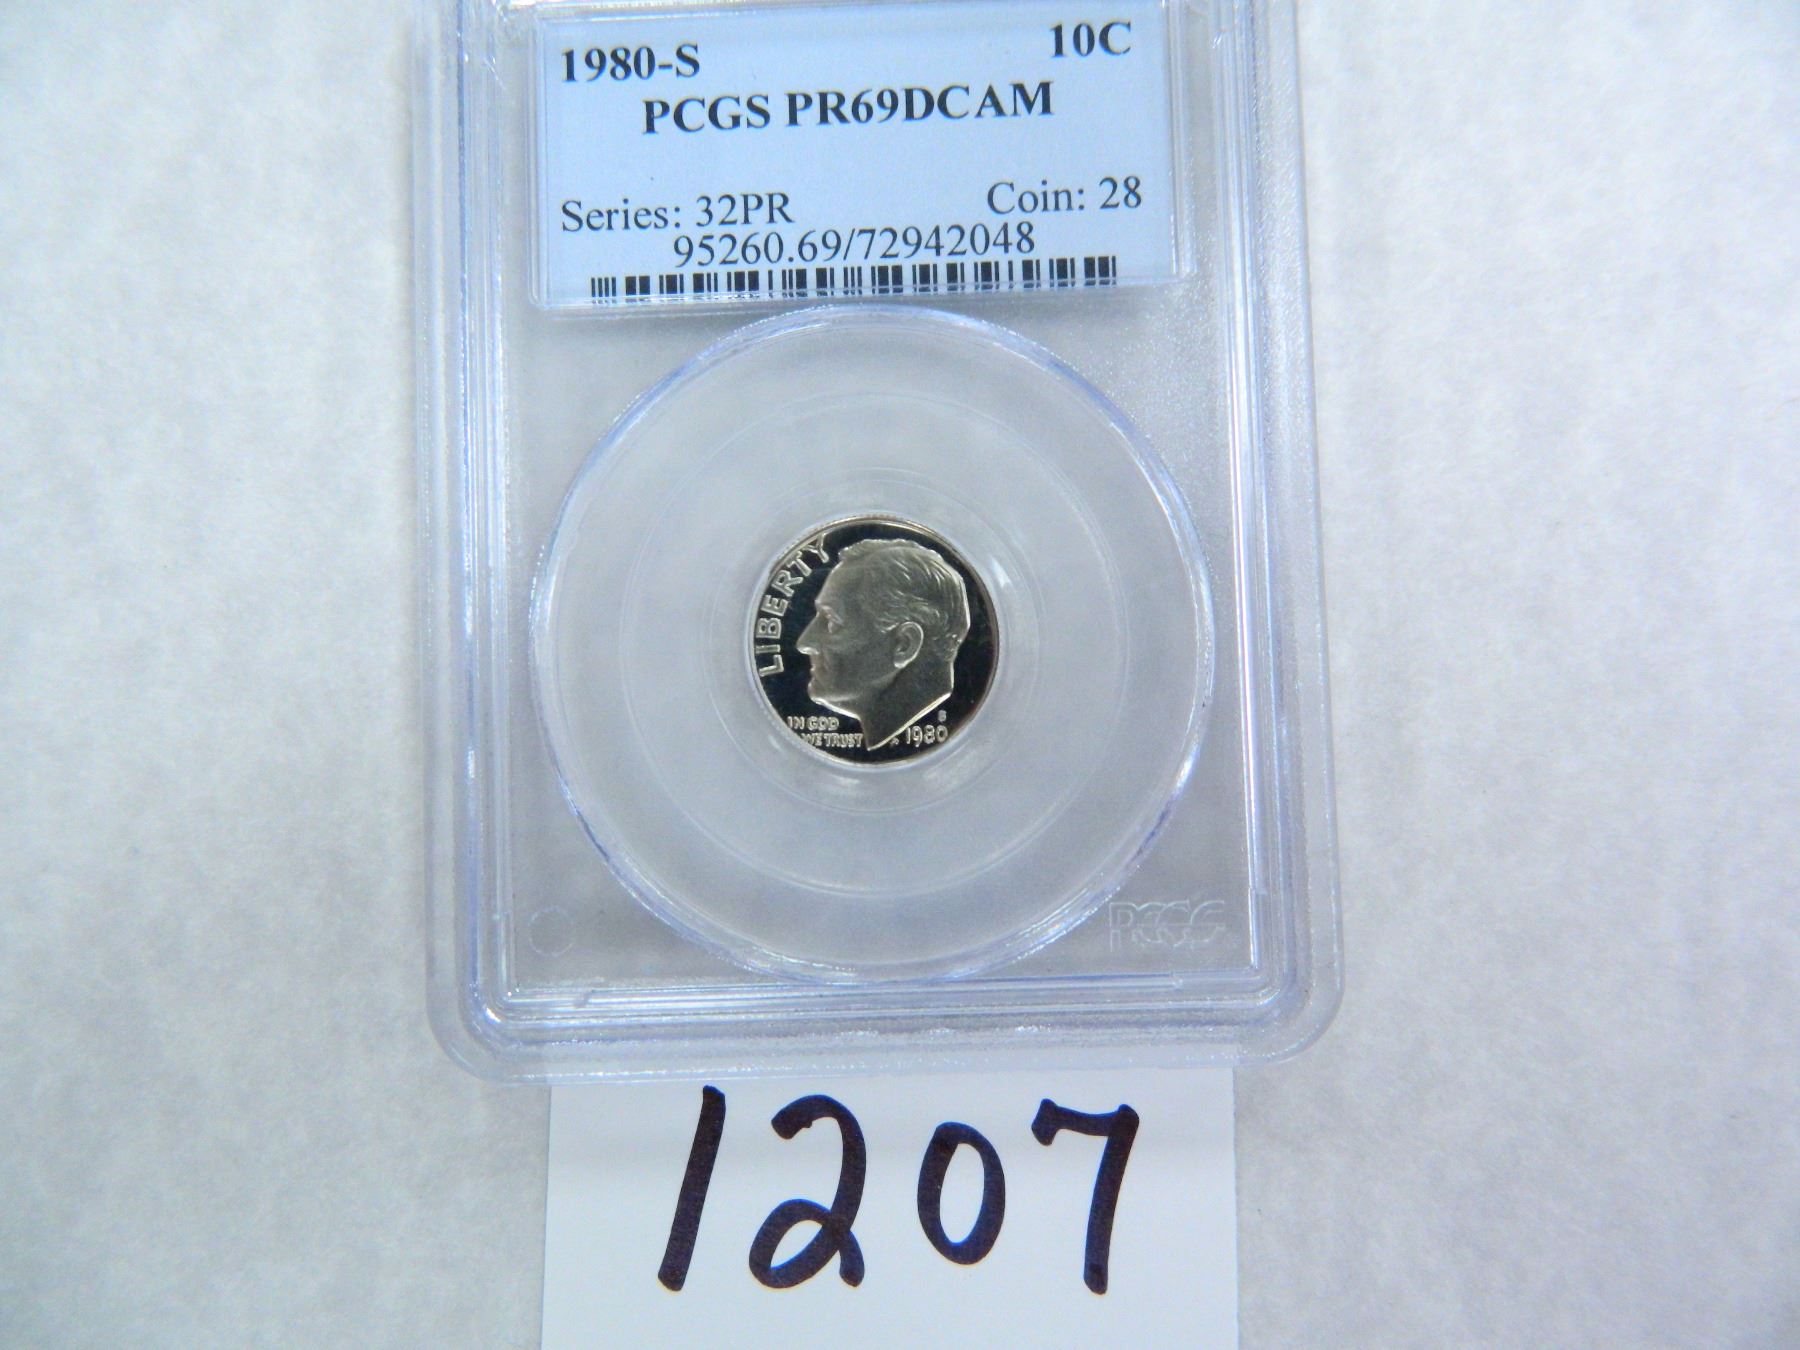 1980-S 10C
PCGS PR69DCAM
Series: 32PR Coin: 28
95260.69/72942048
LIBERTY
IN GOD
WE TRUST
S
1980
PCGS
1207